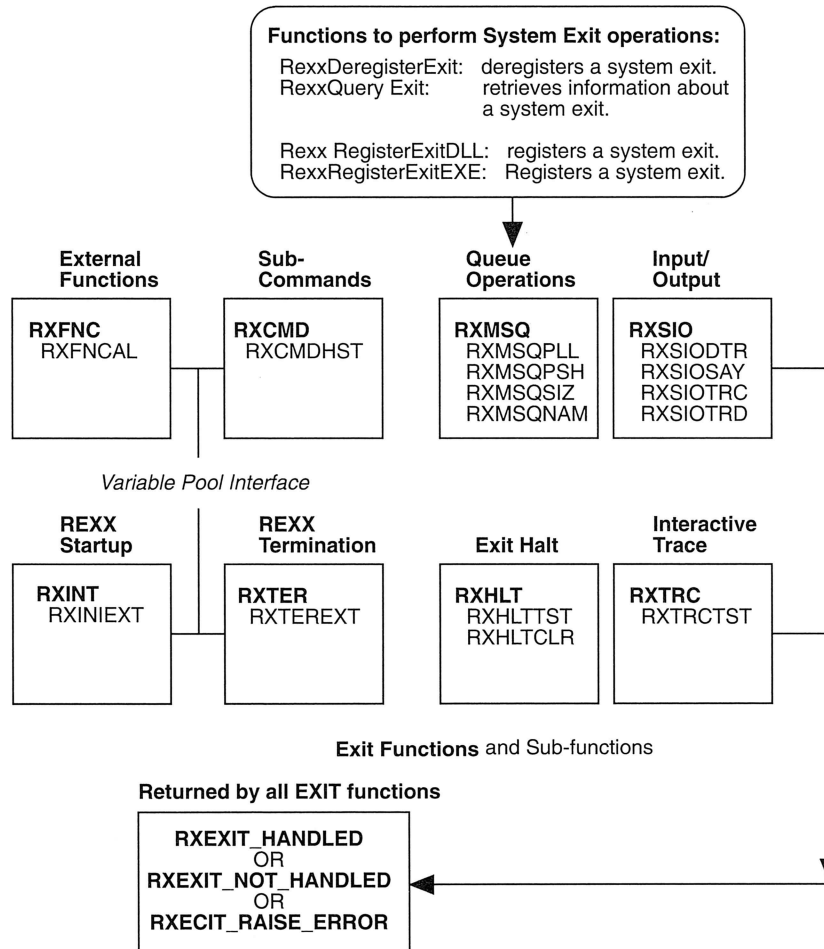 Functions to perform System Exit operations:
RexxDeregisterExit: deregisters a system exit.
RexxQuery Exit: retrieves information about
a system exit.
Rexx RegisterExitDLL: registers a system exit.
RexxRegisterExitEXE: Registers a system exit.
External
Functions
Sub-
Commands
Queue
Operations
Input/
Output
RXFNC
RXFNCAL
RXCMD
RXCMDHST
RXMSQ
RXMSQPLL
RXMSQPSH
RXMSQSIZ
RXMSQNAM
RXSIO
RXSIODTR
RXSIOSAY
RXSIOTRC
RXSIOTRD
Variable Pool Interface
REXX
Startup
REXX
Termination
Exit Halt
Interactive
Trace
RXINT
RXINIEXT
RXTER
RXTEREXT
RXHLT
RXHLTTST
RXHLTCLR
RXTRC
RXTRCTST
Exit Functions and Sub-functions
Returned by all EXIT functions
RXEXIT_HANDLED
OR
RXEXIT_NOT_HANDLED
OR
RXECIT_RAISE_ERROR